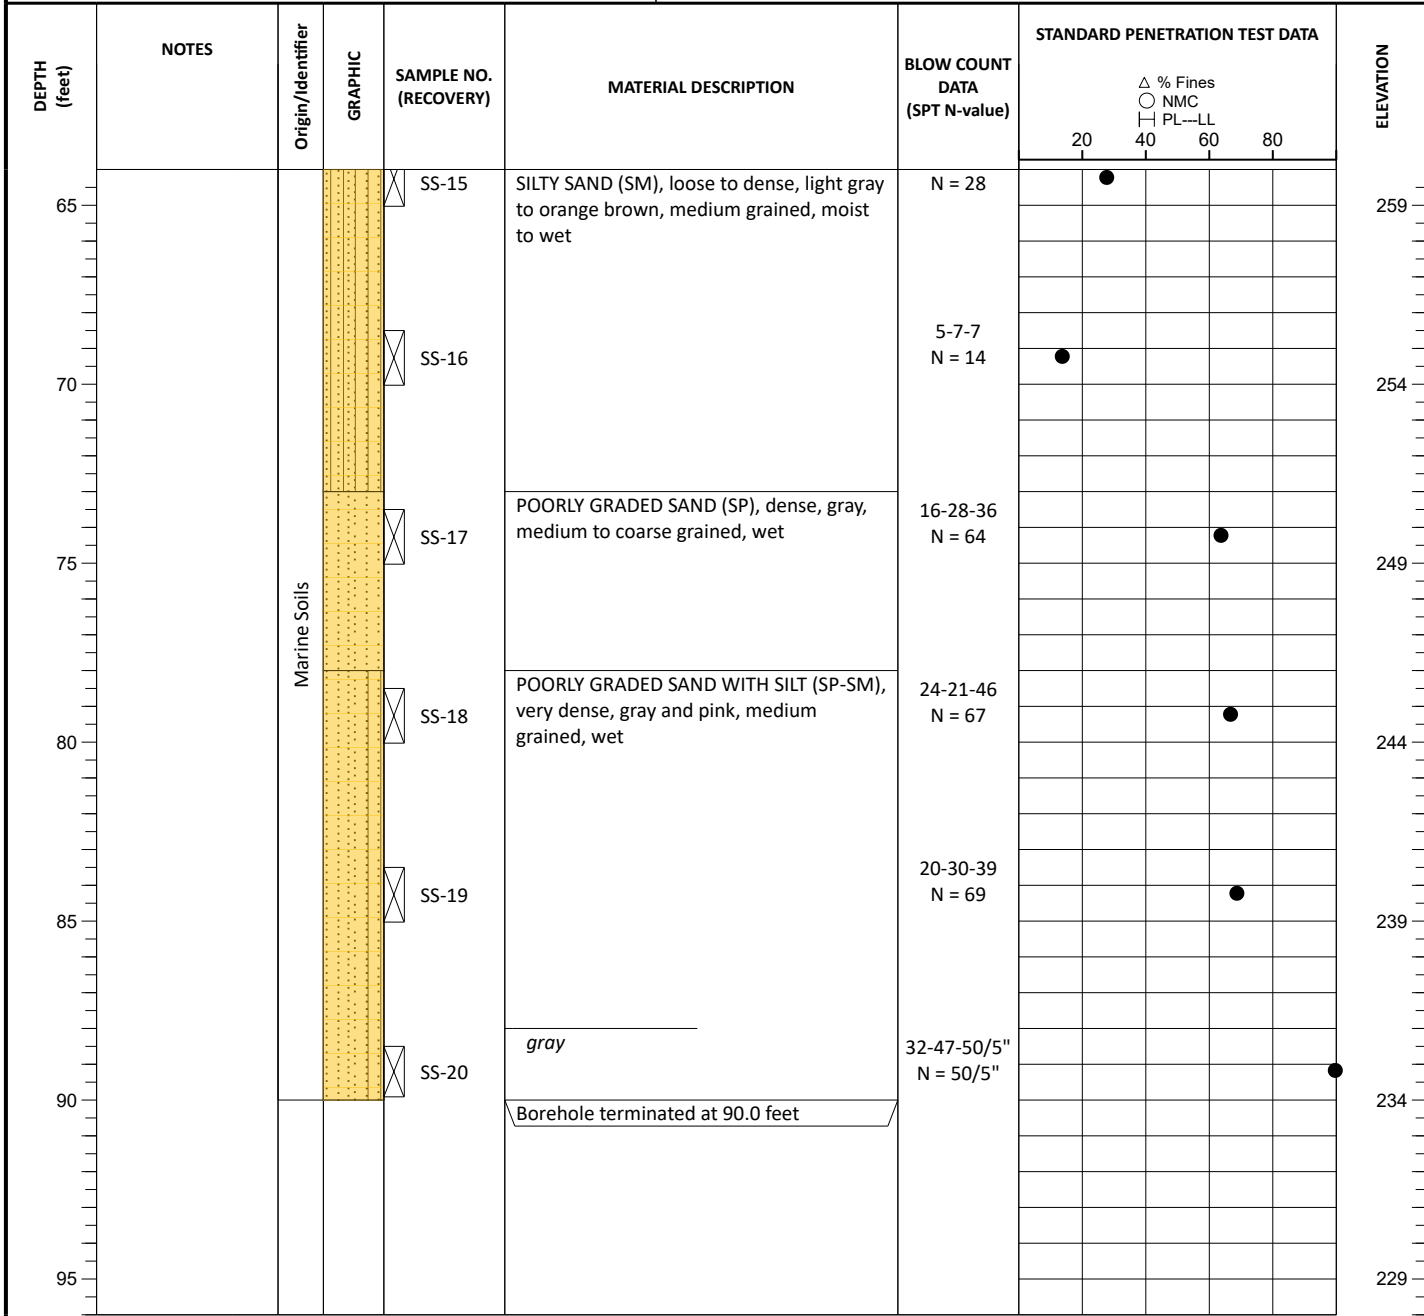 DEPTH
(feet)
NOTES
Origin/Identifier
GRAPHIC
SAMPLE NO.
(RECOVERY)
MATERIAL DESCRIPTION
BLOW COUNT
DATA
(SPT N-value)
STANDARD PENETRATION TEST DATA
△ % Fines
○ NMC
PL---LL
20 40 60 80
ELEVATION
SS-15
SILTY SAND (SM), loose to dense, light gray
to orange brown, medium grained, moist
to wet
N = 28
65
259
5-7-7
SS-16
N = 14
70
254
POORLY GRADED SAND (SP), dense, gray,
medium to coarse grained, wet
16-28-36
SS-17
N = 64
75
249
Marine Soils
POORLY GRADED SAND WITH SILT (SP-SM),
very dense, gray and pink, medium
grained, wet
24-21-46
SS-18
N = 67
80
244
20-30-39
SS-19
N = 69
85
239
gray
32-47-50/5"
SS-20
N = 50/5"
90
234
Borehole terminated at 90.0 feet
95
229